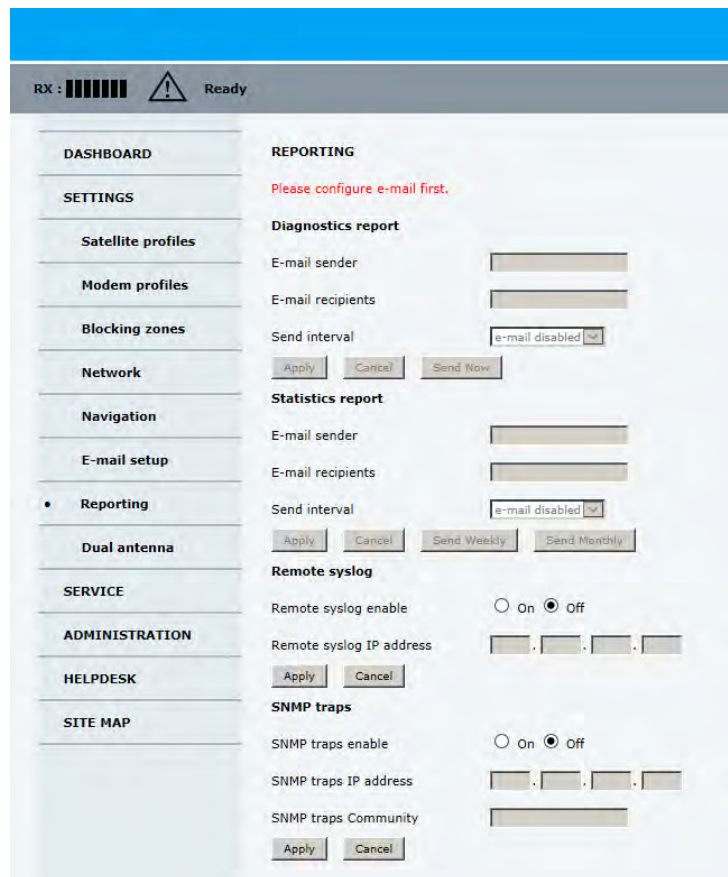 RX :
Ready
DASHBOARD
SETTINGS
Satellite profiles
Modem profiles
Blocking zones
Network
Navigation
E-mail setup
• Reporting
Dual antenna
SERVICE
ADMINISTRATION
HELPDESK
SITE MAP
REPORTING
Please configure e-mail first.
Diagnostics report
E-mail sender
E-mail recipients
Send interval e-mail disabled
Apply Cancel Send Now
Statistics report
E-mail sender
E-mail recipients
Send interval e-mail disabled
Apply Cancel Send Weekly Send Monthly
Remote syslog
Remote syslog enable On Off
Remote syslog IP address . . .
Apply Cancel
SNMP traps
SNMP traps enable On Off
SNMP traps IP address . . .
SNMP traps Community
Apply Cancel